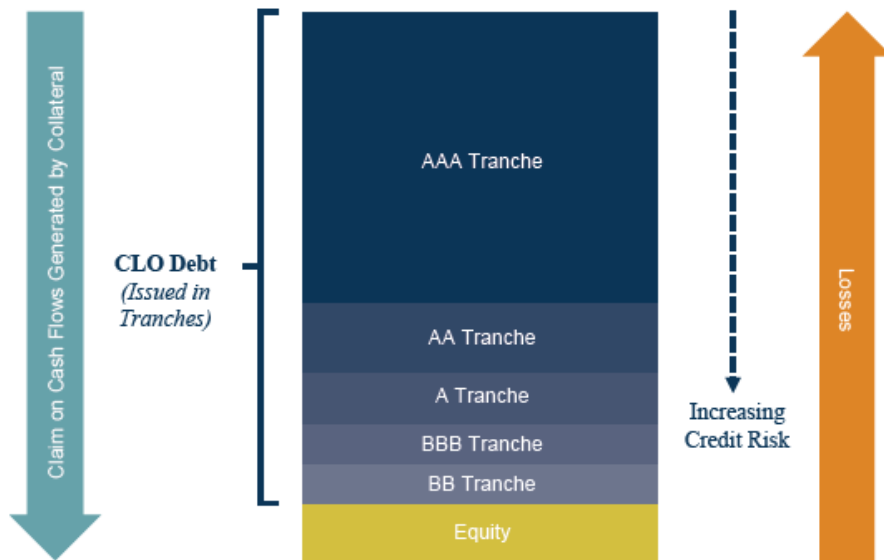 Claim on Cash Flows Generated by Collateral
CLO Debt
(Issued in
Tranches)
AAA Tranche
AA Tranche
A Tranche
BBB Tranche
BB Tranche
Equity
Increasing
Credit Risk
Losses